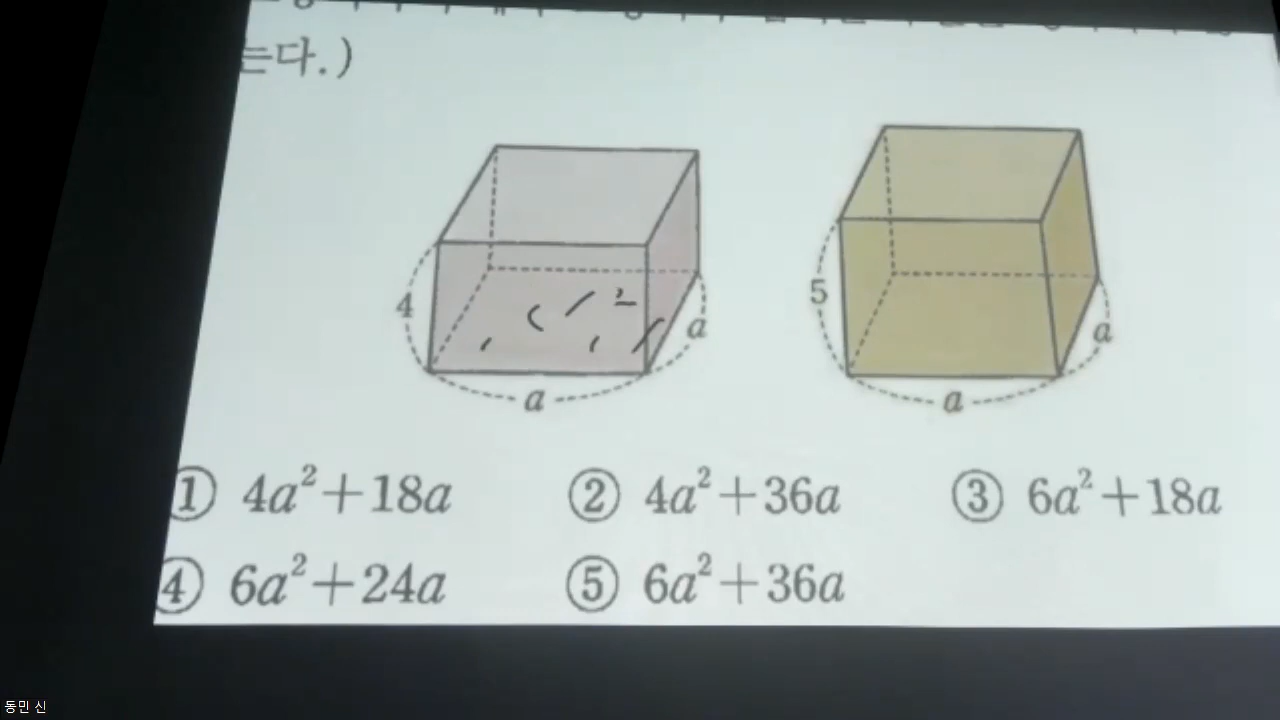 는다.)
4 a a
5 a a
① 4a²+18a ② 4a²+36a ③ 6a²+18a
④ 6a²+24a ⑤ 6a²+36a
동민 신